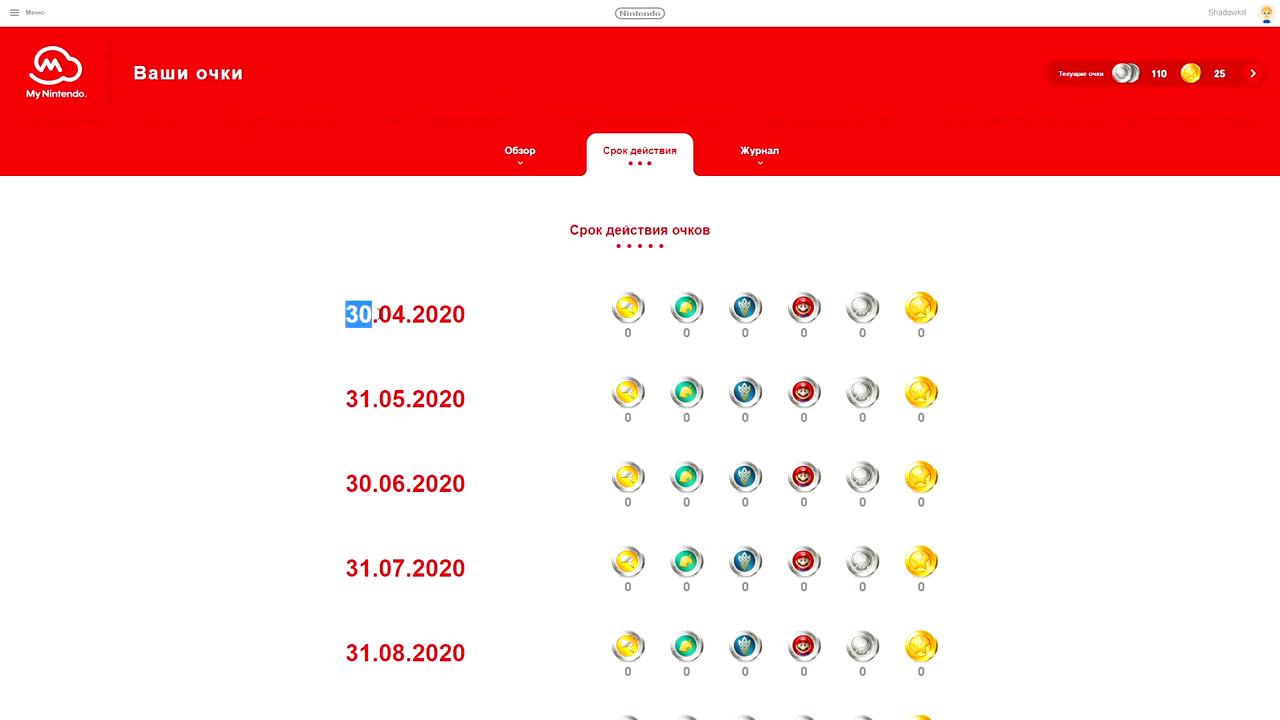 Меню
Nintendo
Shadowkill
My Nintendo.
Ваши очки
Текущие очки 110 25
Обзор
Срок действия
Журнал
Срок действия очков
30.04.2020
0 0 0 0 0 0
31.05.2020
0 0 0 0 0 0
30.06.2020
0 0 0 0 0 0
31.07.2020
0 0 0 0 0 0
31.08.2020
0 0 0 0 0 0